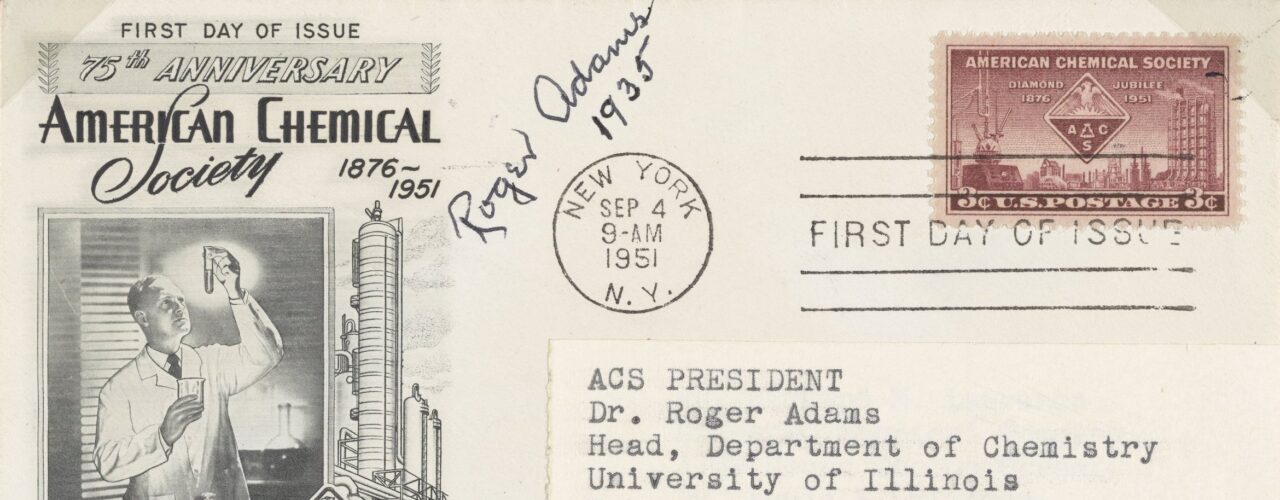 FIRST DAY OF ISSUE
75th ANNIVERSARY
AMERICAN CHEMICAL
Society
1876~
1951
Roger Adams
1935
NEW YORK
SEP 4
9-AM
1951
N. Y.
AMERICAN CHEMICAL SOCIETY
DIAMOND JUBILEE
1876 1951
A C
S
3¢ U.S. POSTAGE 3¢
FIRST DAY OF ISSUE
ACS PRESIDENT
Dr. Roger Adams
Head, Department of Chemistry
University of Illinois